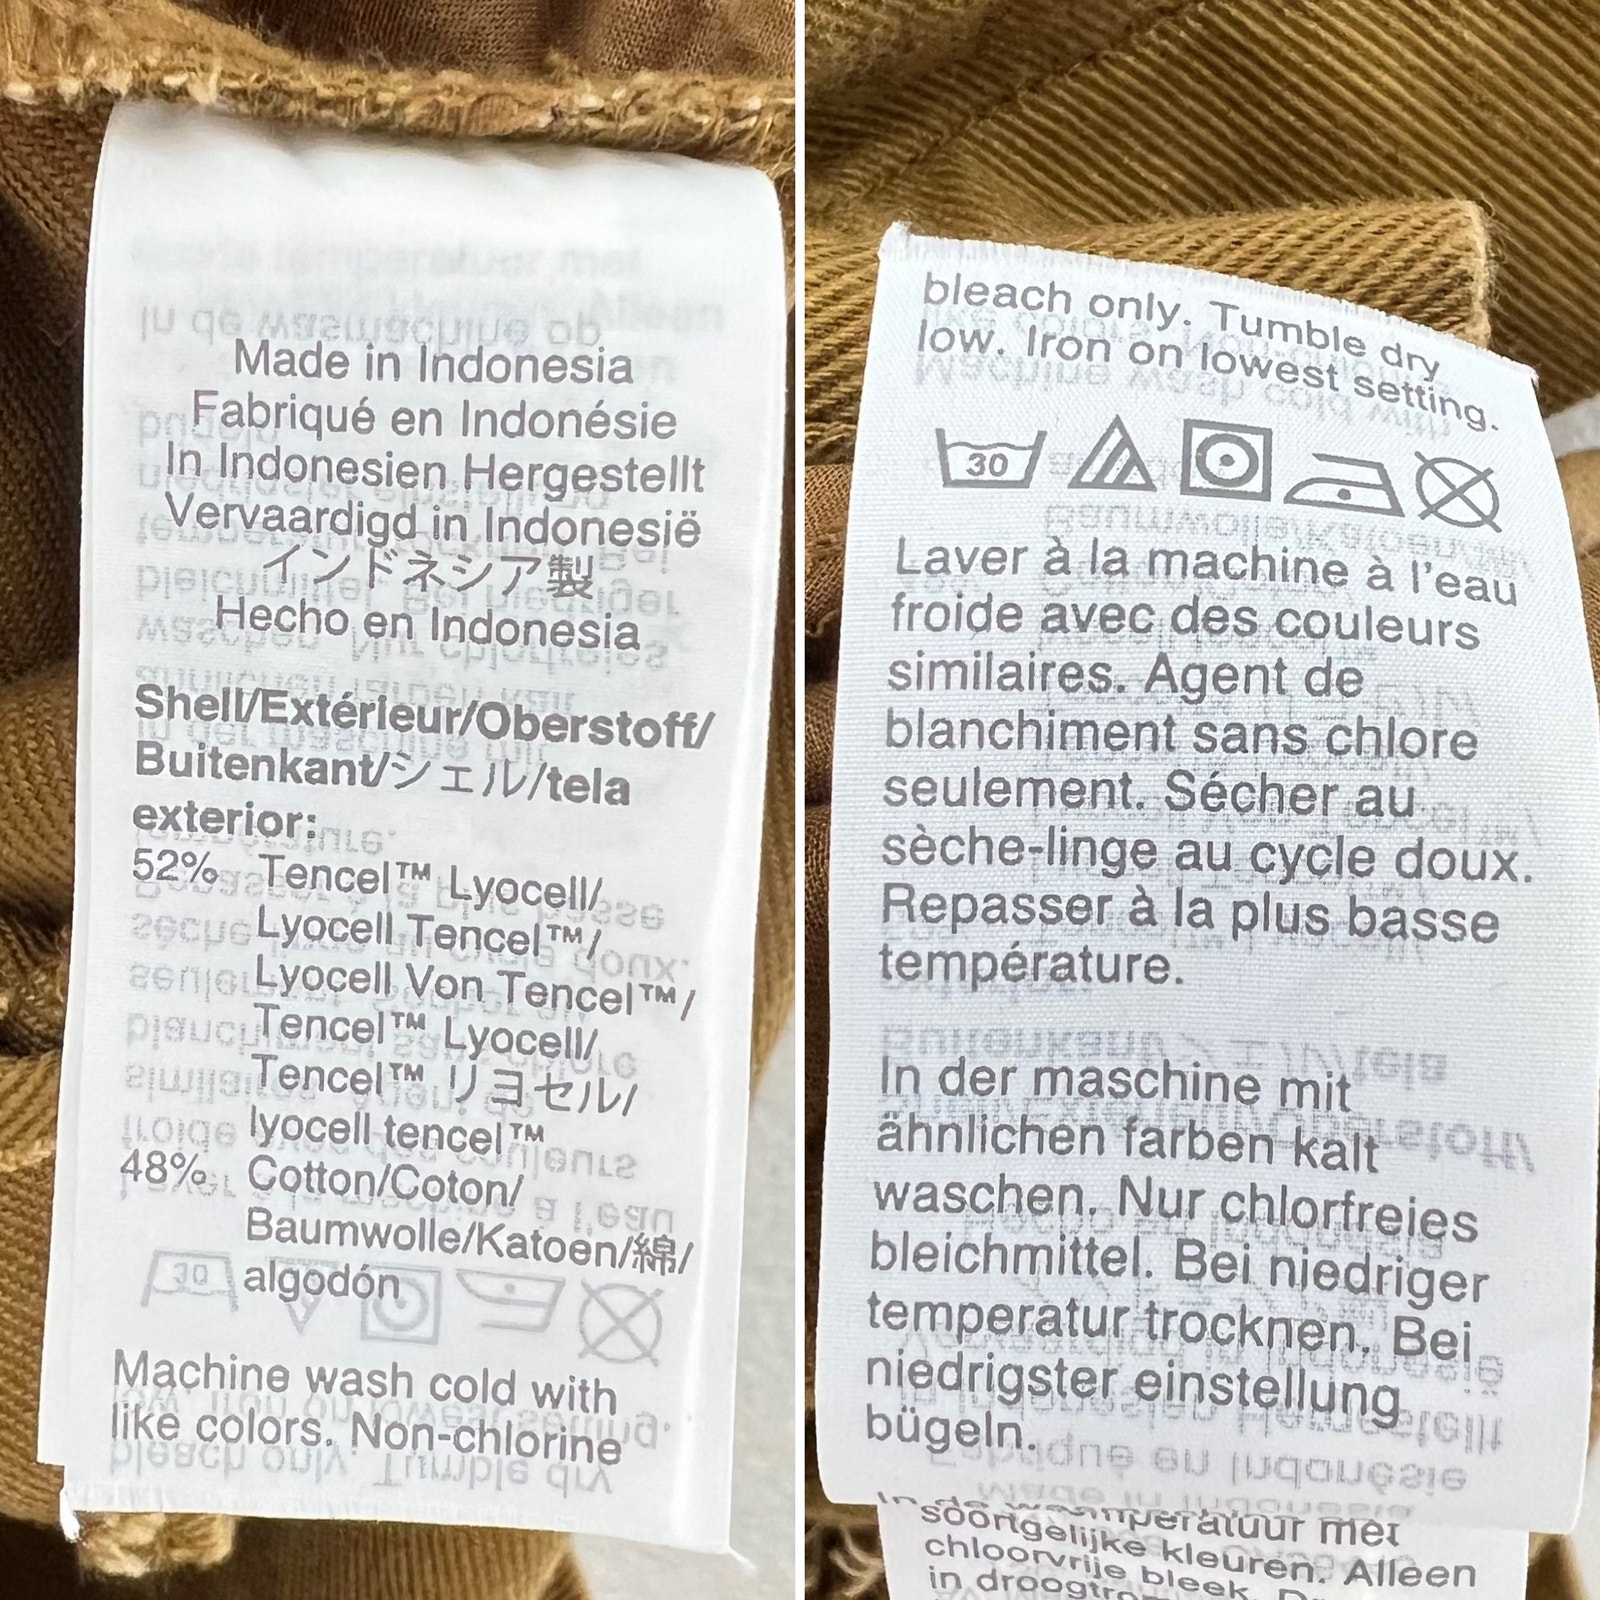 Made in Indonesia
Fabriqué en Indonésie
In Indonesien Hergestellt
Vervaardigd in Indonesië
インドネシア製
Hecho en Indonesia
Shell/Extérieur/Oberstoff/
Buitenkant/シェル/tela
exterior:
52% Tencel™ Lyocell/
Lyocell Tencel™/
Lyocell Von Tencel™/
Tencel™ Lyocell/
Tencel™ リヨセル/
lyocell tencel™
48% Cotton/Coton/
Baumwolle/Katoen/綿/
algodón
Machine wash cold with
like colors. Non-chlorine
bleach only. Tumble dry
low. Iron on lowest setting.
30
Laver à la machine à l'eau
froide avec des couleurs
similaires. Agent de
blanchiment sans chlore
seulement. Sécher au
sèche-linge au cycle doux.
Repasser à la plus basse
température.
In der maschine mit
ähnlichen farben kalt
waschen. Nur chlorfreies
bleichmittel. Bei niedriger
temperatur trocknen. Bei
niedrigster einstellung
bügeln.
soortgelijke kleuren. Alleen
chloorvrije bleek.